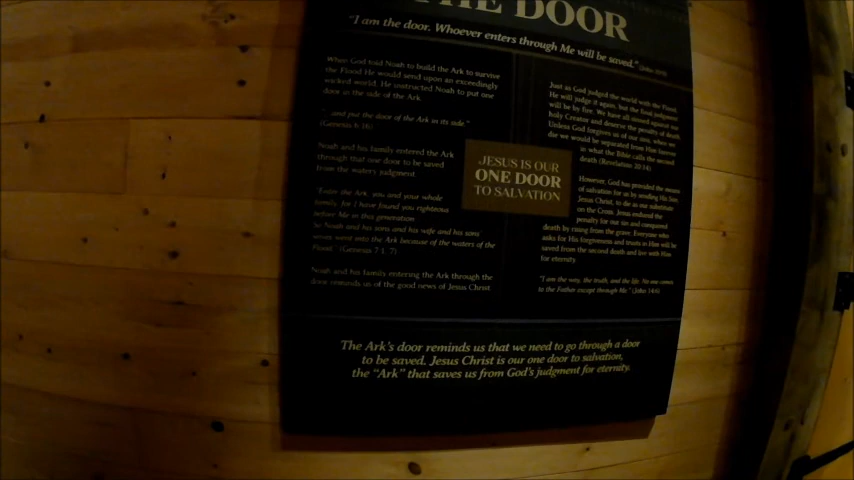 THE DOOR
"I am the door. Whoever enters through Me will be saved." (John 10:9)
When God told Noah to build the Ark to survive
the Flood He would send upon an exceedingly
wicked world, He instructed Noah to put one
door in the side of the Ark.
"...and put the door of the Ark in its side."
(Genesis 6:16)
Noah and his family entered the Ark
through that one door to be saved
from the watery judgment.
"Enter the Ark, you and your whole
family, for I have found you righteous
before Me in this generation
So Noah and his sons and his wife and his sons'
wives went into the Ark because of the waters of the
Flood." (Genesis 7:1, 7)
Noah and his family entering the Ark through the
door reminds us of the good news of Jesus Christ
JESUS IS OUR
ONE DOOR
TO SALVATION
Just as God judged the world with the Flood,
He will judge it again, but the final judgment
will be by fire. We have all sinned against our
holy Creator and deserve the penalty of death.
Unless God forgives us of our sins, when we
die we would be separated from Him forever
in what the Bible calls the second
death (Revelation 20:14).
However, God has provided the means
of salvation for us by sending His Son,
Jesus Christ, to die as our substitute
on the Cross. Jesus endured the
penalty for our sin and conquered
death by rising from the grave. Everyone who
asks for His forgiveness and trusts in Him will be
saved from the second death and live with Him
for eternity.
"I am the way, the truth, and the life. No one comes
to the Father except through Me." (John 14:6)
The Ark's door reminds us that we need to go through a door
to be saved. Jesus Christ is our one door to salvation,
the "Ark" that saves us from God's judgment for eternity.